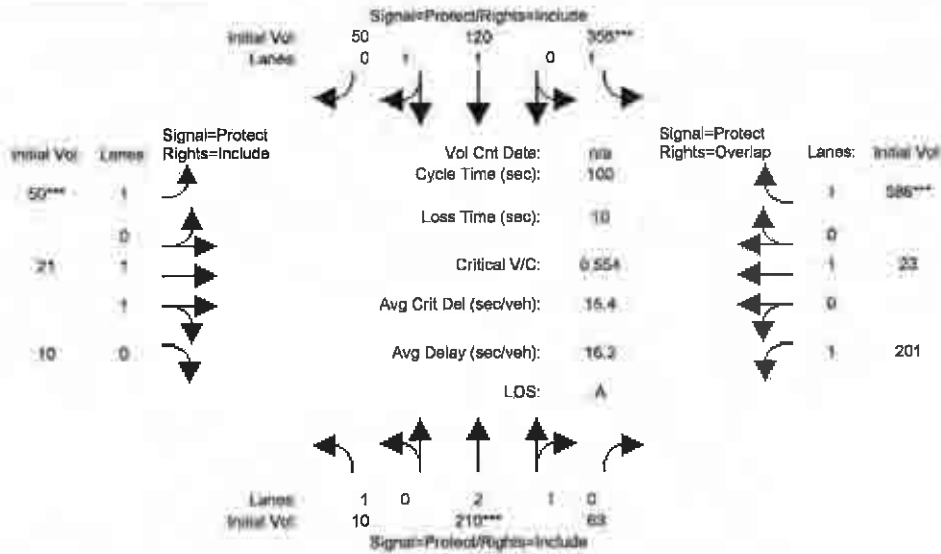 Signal=Protect/Rights=Include
Initial Vol: 50 120 358***
Lanes: 0 1 1 0 1
Signal=Protect
Rights=Include
Signal=Protect
Rights=Overlap
Initial Vol Lanes:
Lanes: Initial Vol
Vol Cnt Date: n/a
Cycle Time (sec): 100
50*** 1
1 586***
Loss Time (sec): 10
0
0
21 1
Critical V/C: 0.554
1 23
1
Avg Crit Del (sec/veh): 15.4
0
10 0
Avg Delay (sec/veh): 16.2
1 201
LOS: A
Lanes: 1 0 2 1 0
Initial Vol: 10 210*** 63
Signal=Protect/Rights=Include